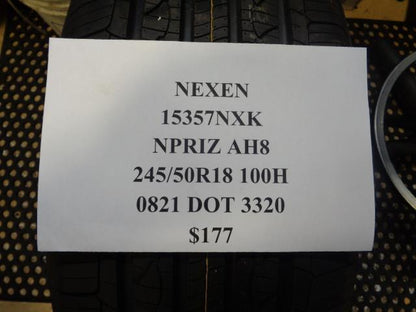 NEXEN
15357NXK
NPRIZ AH8
245/50R18 100H
0821 DOT 3320
$177